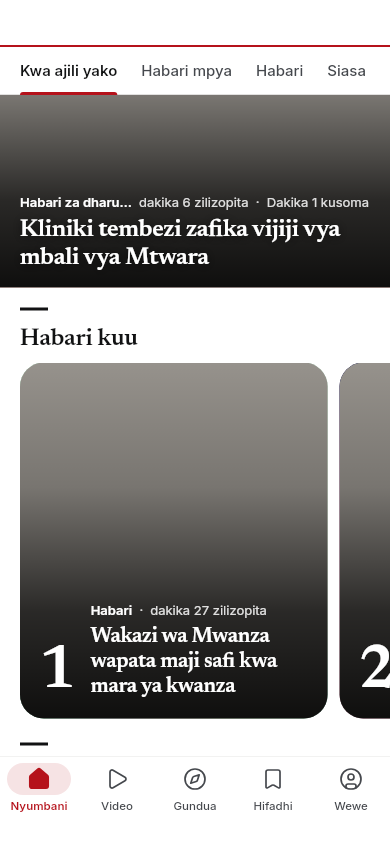 Kwa ajili yako Habari mpya Habari Siasa
Habari za dharu... dakika 6 zilizopita · Dakika 1 kusoma
Kliniki tembezi zafika vijiji vya
mbali vya Mtwara
Habari kuu
Habari · dakika 27 zilizopita
1
Wakazi wa Mwanza
wapata maji safi kwa
mara ya kwanza
2
Nyumbani Video Gundua Hifadhi Wewe